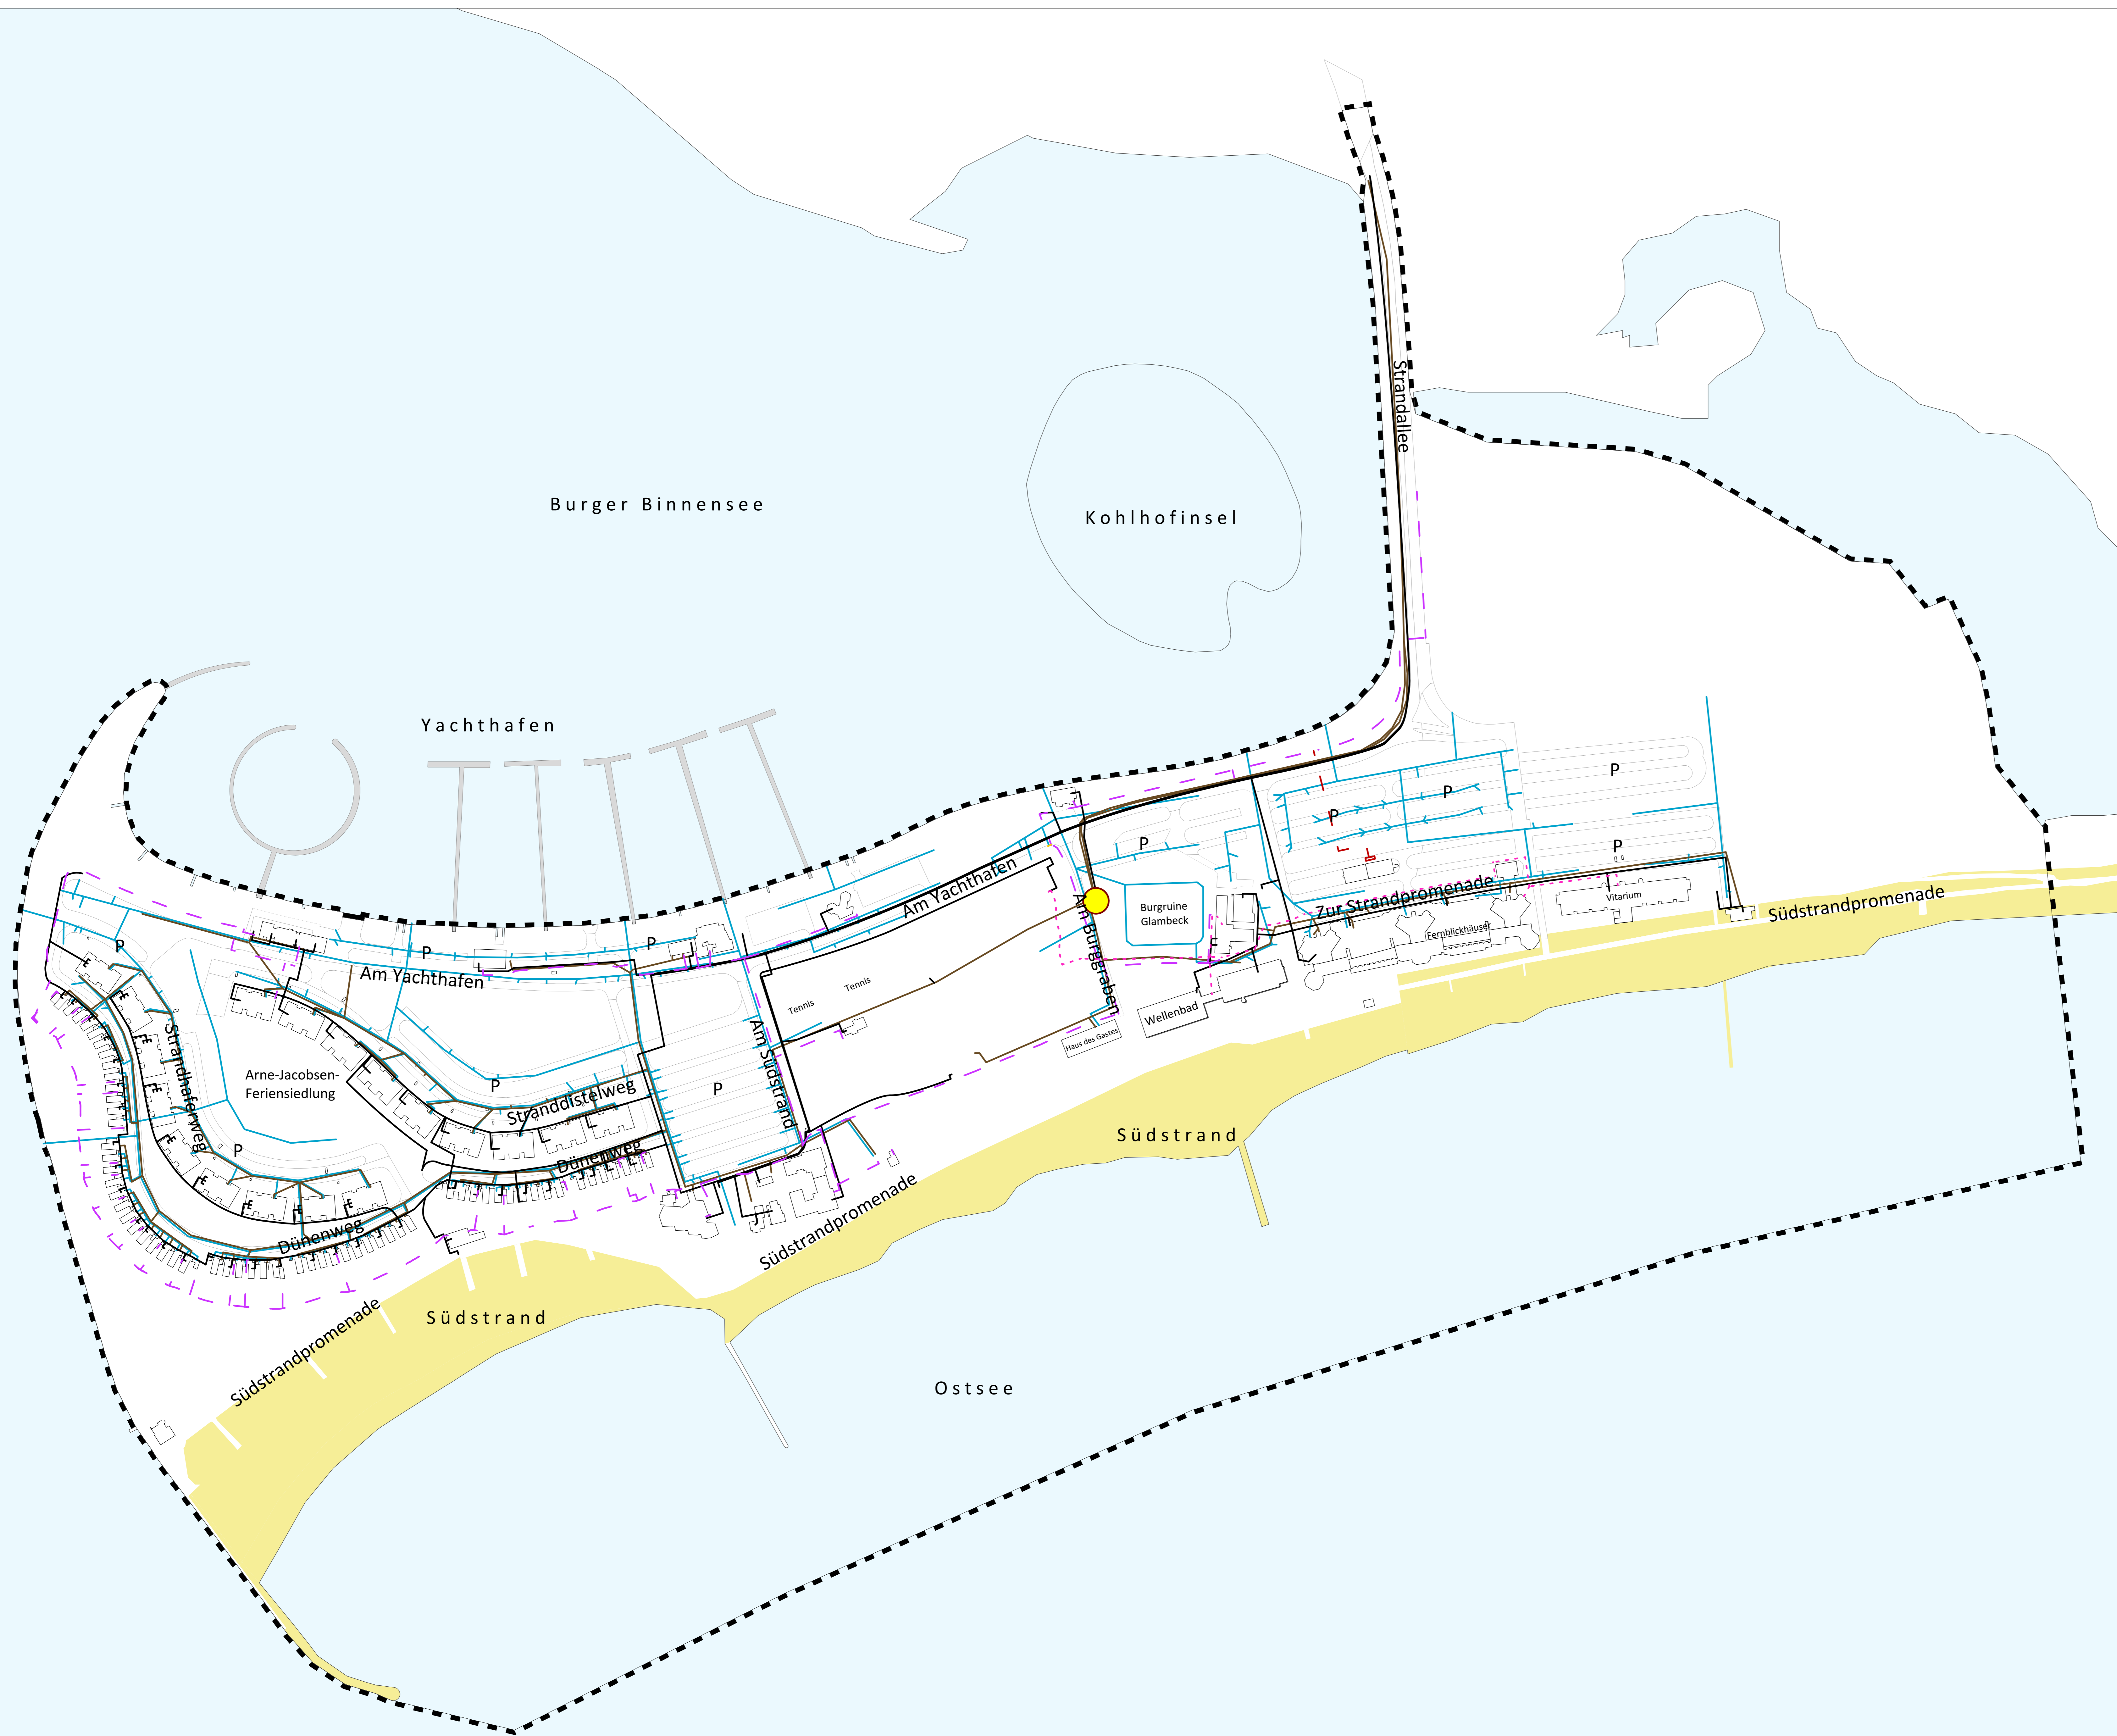 Strandallee
Burger Binnensee
Kohlhofinsel
Yachthafen
P
P
P
P
P
Zur Strandpromenade
Vitarium
Fernblickhäuser
Südstrandpromenade
Burgruine
Glambeck
Am Burggraben
Am Yachthafen
P
P
P
Am Yachthafen
Tennis
Tennis
Wellenbad
Haus des Gastes
Am Südstrand
P
Strandhaferweg
Arne-Jacobsen-
Feriensiedlung
P
Stranddistelweg
P
Dünenweg
Dünenweg
Südstrand
Südstrandpromenade
Südstrand
Südstrandpromenade
Ostsee